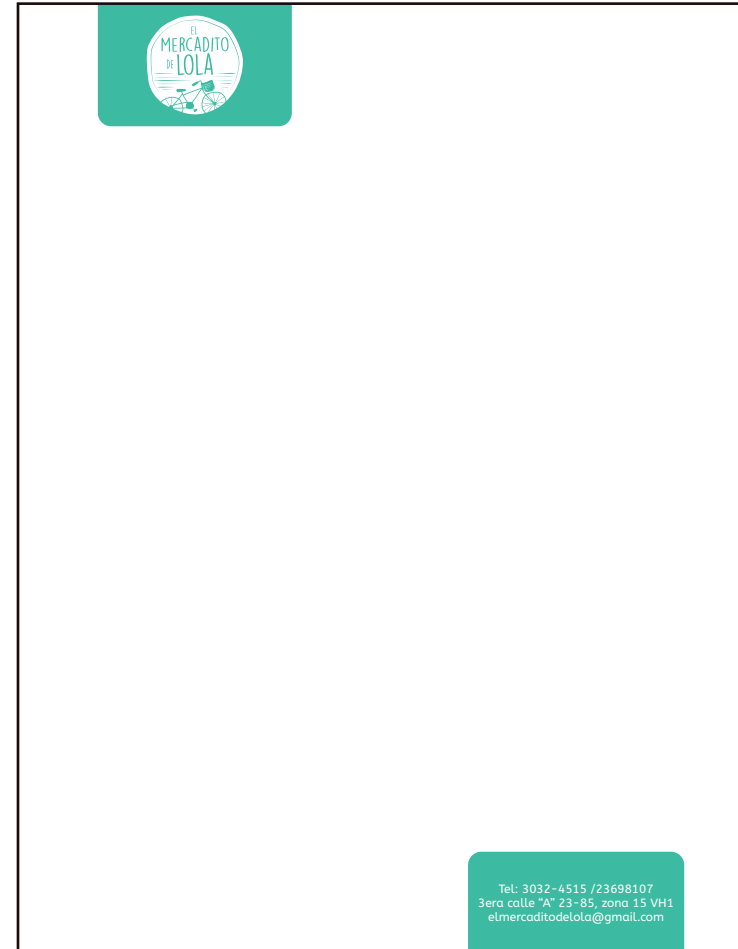 EL
MERCADITO
DE LOLA
Tel: 3032-4515 /23698107
3era calle "A" 23-85, zona 15 VH1
elmercaditodelola@gmail.com